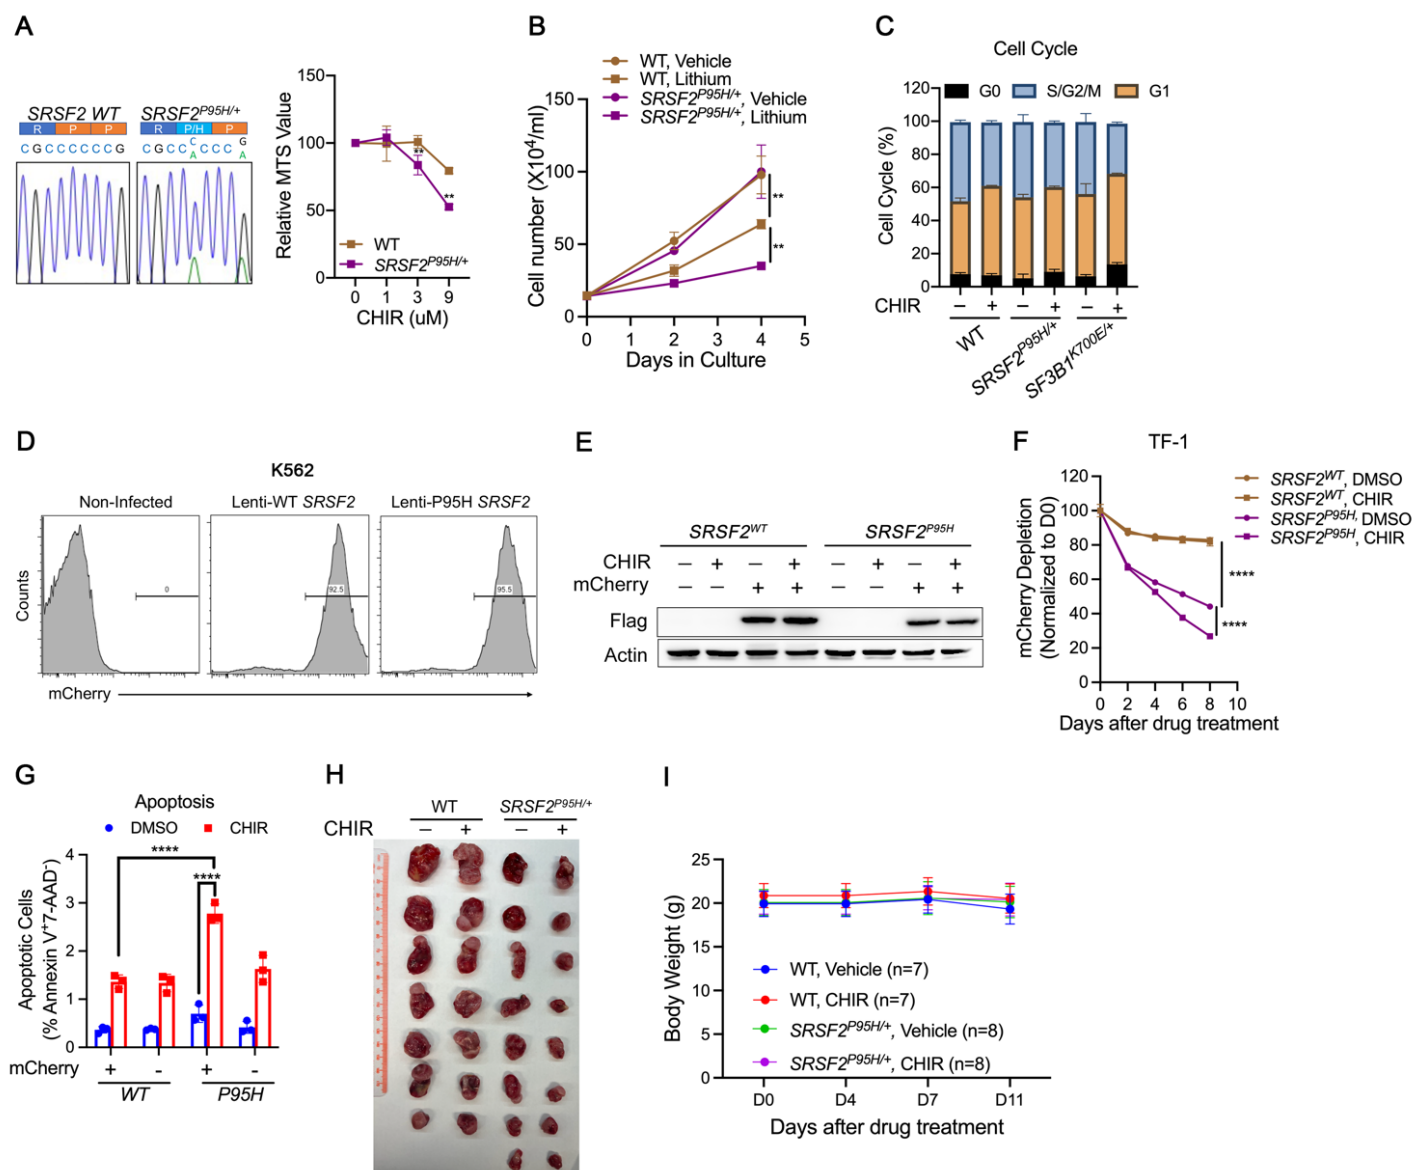 A
SRSF2 WT
SRSF2P95H/+
R P P
R P/H P
C G C C C C C C G
C G C C C C C C G
A A
Relative MTS Value
150
100
50
0
**
**
WT
SRSF2P95H/+
0 1 3 9
CHIR (uM)
B
WT, Vehicle
WT, Lithium
SRSF2P95H/+, Vehicle
SRSF2P95H/+, Lithium
Cell number (X10⁴/ml)
150
100
50
0
**
**
0 1 2 3 4 5
Days in Culture
C
Cell Cycle
G0 S/G2/M G1
Cell Cycle (%)
120
100
80
60
40
20
0
CHIR – + – + – +
WT
SRSF2P95H/+
SF3B1K700E/+
D
K562
Non-Infected
Lenti-WT SRSF2
Lenti-P95H SRSF2
Counts
0
92.5
95.5
mCherry
E
SRSF2WT
SRSF2P95H
CHIR – + – + – + – +
mCherry – – + + – – + +
Flag
Actin
F
TF-1
mCherry Depletion
(Normalized to D0)
120
100
80
60
40
20
0
SRSF2WT, DMSO
SRSF2WT, CHIR
SRSF2P95H, DMSO
SRSF2P95H, CHIR
****
****
0 2 4 6 8 10
Days after drug treatment
G
Apoptosis
DMSO CHIR
Apoptotic Cells
(% Annexin V⁺7-AAD⁻)
4
3
2
1
0
****
****
mCherry + - + -
WT
P95H
H
WT
SRSF2P95H/+
CHIR – + – +
I
Body Weight (g)
25
20
15
10
5
0
WT, Vehicle (n=7)
WT, CHIR (n=7)
SRSF2P95H/+, Vehicle (n=8)
SRSF2P95H/+, CHIR (n=8)
D0 D4 D7 D11
Days after drug treatment